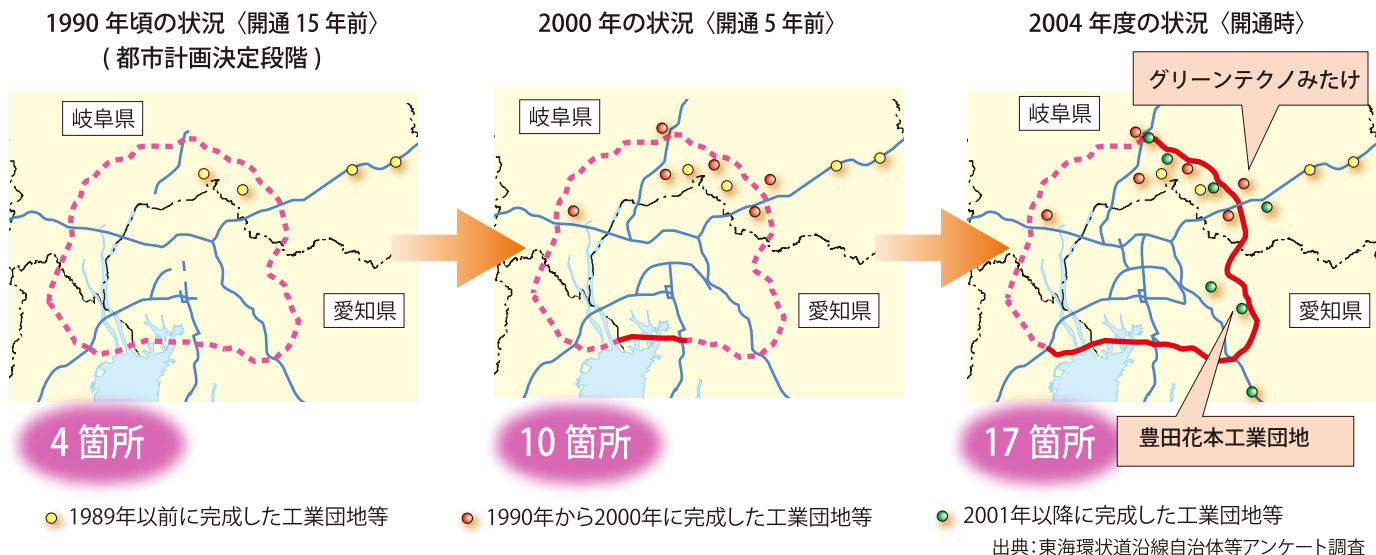 1990 年頃の状況〈開通 15 年前〉
( 都市計画決定段階 )
岐阜県
愛知県
4 箇所
2000 年の状況〈開通 5 年前〉
岐阜県
愛知県
10 箇所
2004 年度の状況〈開通時〉
グリーンテクノみたけ
岐阜県
愛知県
豊田花本工業団地
17 箇所
1989年以前に完成した工業団地等
1990年から2000年に完成した工業団地等
2001年以降に完成した工業団地等
出典：東海環状道沿線自治体等アンケート調査